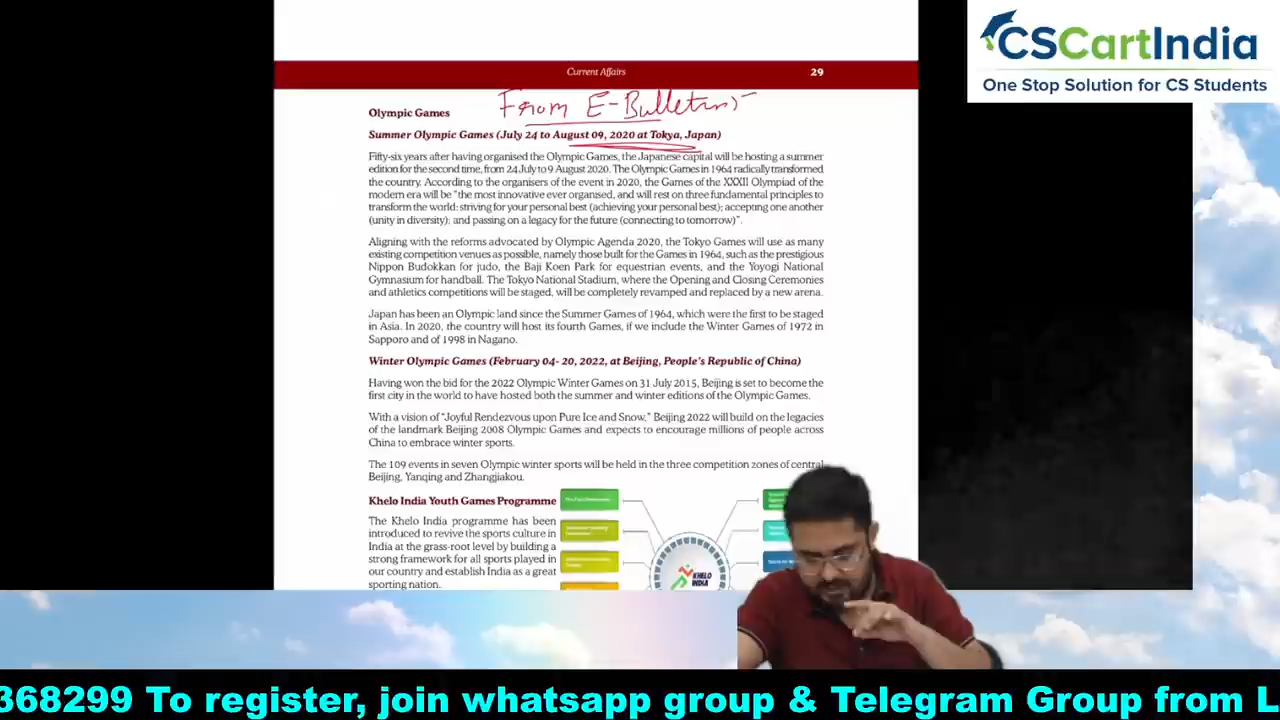 CSCartIndia
One Stop Solution for CS Students
Current Affairs
29
From E-Bulletins
Olympic Games
Summer Olympic Games (July 24 to August 09, 2020 at Tokya, Japan)
Fifty-six years after having organised the Olympic Games, the Japanese capital will be hosting a summer
edition for the second time, from 24 July to 9 August 2020. The Olympic Games in 1964 radically transformed
the country. According to the organisers of the event in 2020, the Games of the XXXII Olympiad of the
modern era will be "the most innovative ever organised, and will rest on three fundamental principles to
transform the world: striving for your personal best (achieving your personal best); accepting one another
(unity in diversity); and passing on a legacy for the future (connecting to tomorrow)".
Aligning with the reforms advocated by Olympic Agenda 2020, the Tokyo Games will use as many
existing competition venues as possible, namely those built for the Games in 1964, such as the prestigious
Nippon Budokkan for judo, the Baji Koen Park for equestrian events, and the Yoyogi National
Gymnasium for handball. The Tokyo National Stadium, where the Opening and Closing Ceremonies
and athletics competitions will be staged, will be completely revamped and replaced by a new arena.
Japan has been an Olympic land since the Summer Games of 1964, which were the first to be staged
in Asia. In 2020, the country will host its fourth Games, if we include the Winter Games of 1972 in
Sapporo and of 1998 in Nagano.
Winter Olympic Games (February 04- 20, 2022, at Beijing, People's Republic of China)
Having won the bid for the 2022 Olympic Winter Games on 31 July 2015, Beijing is set to become the
first city in the world to have hosted both the summer and winter editions of the Olympic Games.
With a vision of "Joyful Rendezvous upon Pure Ice and Snow," Beijing 2022 will build on the legacies
of the landmark Beijing 2008 Olympic Games and expects to encourage millions of people across
China to embrace winter sports.
The 109 events in seven Olympic winter sports will be held in the three competition zones of central
Beijing, Yanqing and Zhangjiakou.
Khelo India Youth Games Programme
The Khelo India programme has been
introduced to revive the sports culture in
India at the grass-root level by building a
strong framework for all sports played in
our country and establish India as a great
sporting nation.
KHELO
INDIA
368299 To register, join whatsapp group & Telegram Group from L